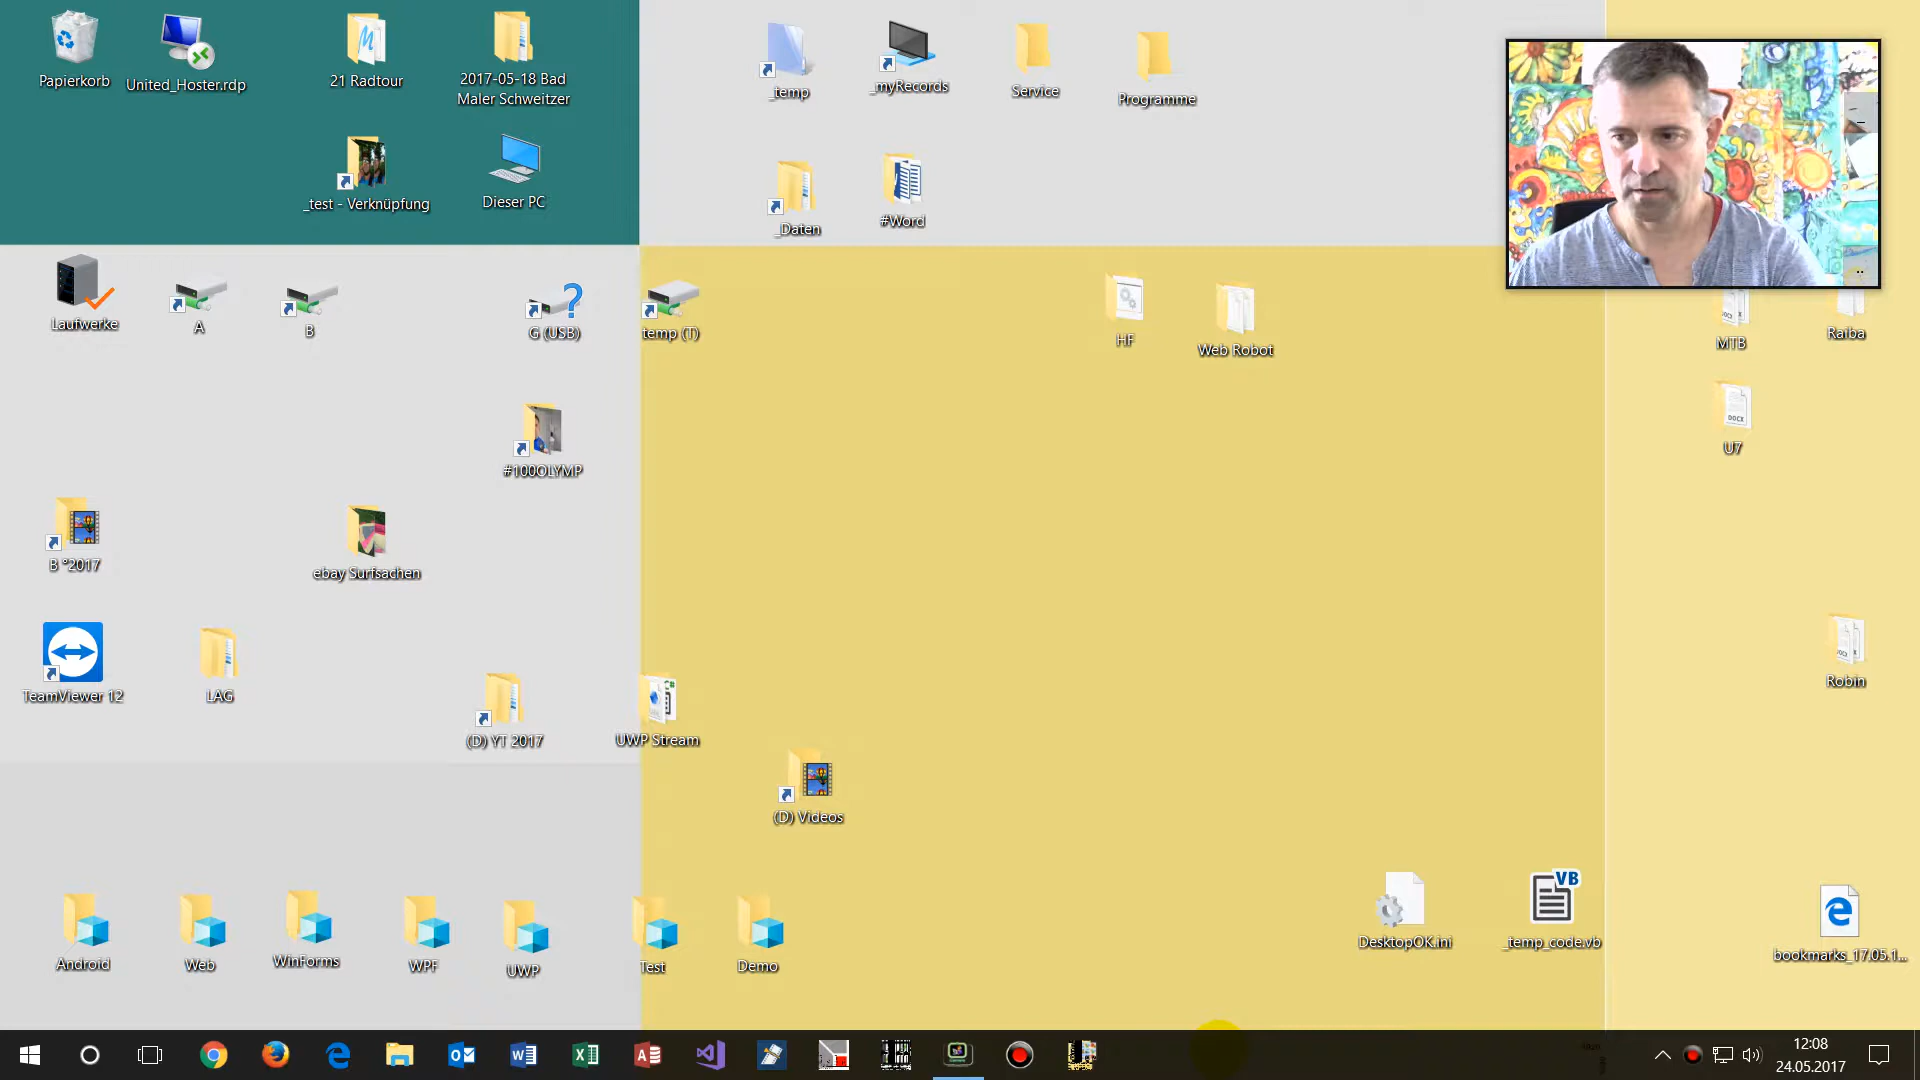 Papierkorb
United_Hoster.rdp
21 Radtour
2017-05-18 Bad
Maler Schweitzer
_temp
_myRecords
Service
Programme
_test - Verknüpfung
Dieser PC
_Daten
#Word
Laufwerke
A
B
G (USB)
temp (T)
HF
Web Robot
MTB
Raiba
#100OLYMP
U7
B °2017
ebay Surfsachen
TeamViewer 12
LAG
(D) YT 2017
UWP Stream
Robin
(D) Videos
VB
DesktopOK.ini
_temp_code.vb
bookmarks_17.05.1...
Android
Web
WinForms
WPF
UWP
Test
Demo
12:08
24.05.2017